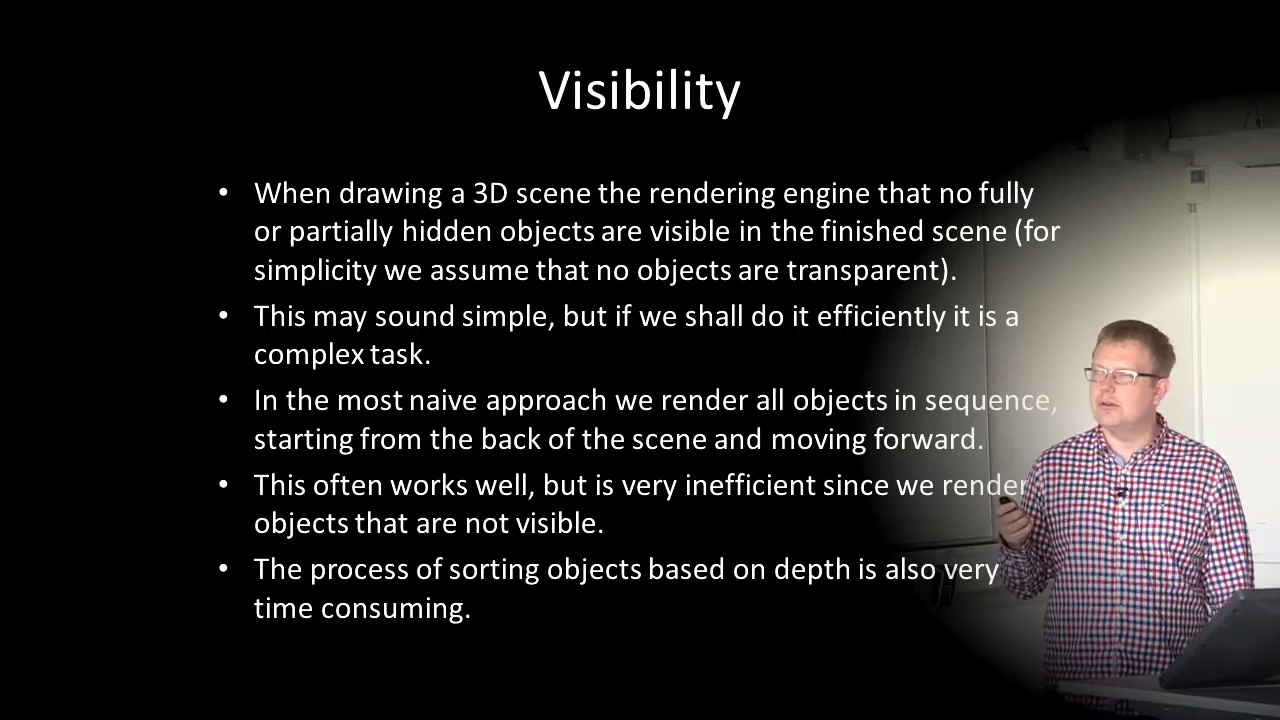 Visibility
• When drawing a 3D scene the rendering engine that no fully
or partially hidden objects are visible in the finished scene (for
simplicity we assume that no objects are transparent).
• This may sound simple, but if we shall do it efficiently it is a
complex task.
• In the most naive approach we render all objects in sequence,
starting from the back of the scene and moving forward.
• This often works well, but is very inefficient since we render
objects that are not visible.
• The process of sorting objects based on depth is also very
time consuming.